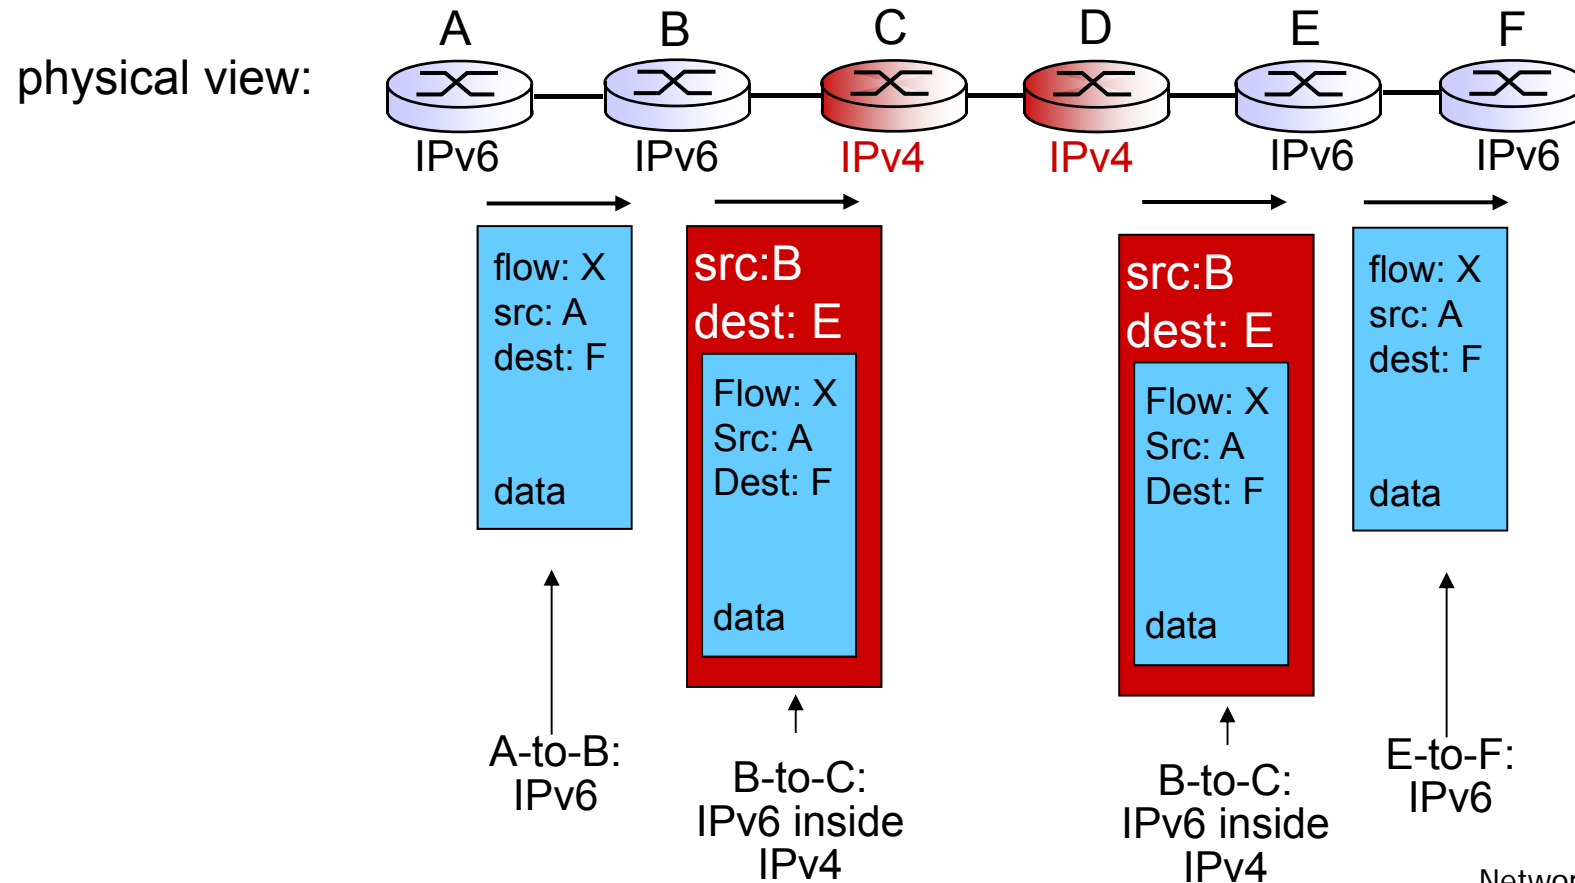 A B C D E F
physical view:
IPv6 IPv6 IPv4 IPv4 IPv6 IPv6
flow: X
src: A
dest: F
data
src:B
dest: E
Flow: X
Src: A
Dest: F
data
src:B
dest: E
Flow: X
Src: A
Dest: F
data
flow: X
src: A
dest: F
data
A-to-B:
IPv6
B-to-C:
IPv6 inside
IPv4
B-to-C:
IPv6 inside
IPv4
E-to-F:
IPv6
Networ